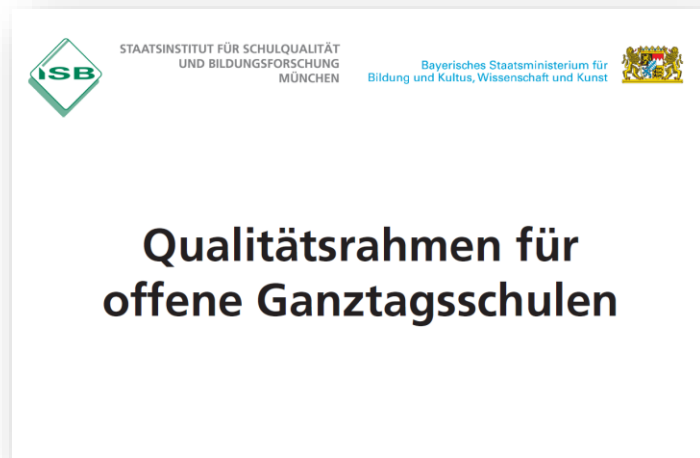 ISB
STAATSINSTITUT FÜR SCHULQUALITÄT
UND BILDUNGSFORSCHUNG
MÜNCHEN
Bayerisches Staatsministerium für
Bildung und Kultus, Wissenschaft und Kunst
Qualitätsrahmen für
offene Ganztagsschulen